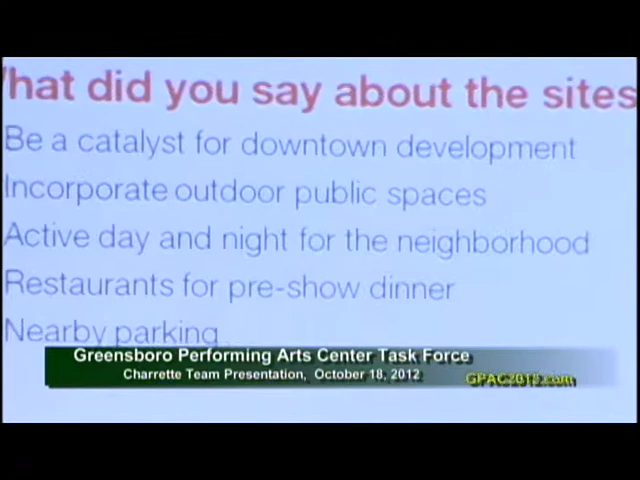 'hat did you say about the sites
Be a catalyst for downtown development
Incorporate outdoor public spaces
Active day and night for the neighborhood
Restaurants for pre-show dinner
Nearby parking
Greensboro Performing Arts Center Task Force
Charrette Team Presentation, October 18, 2012